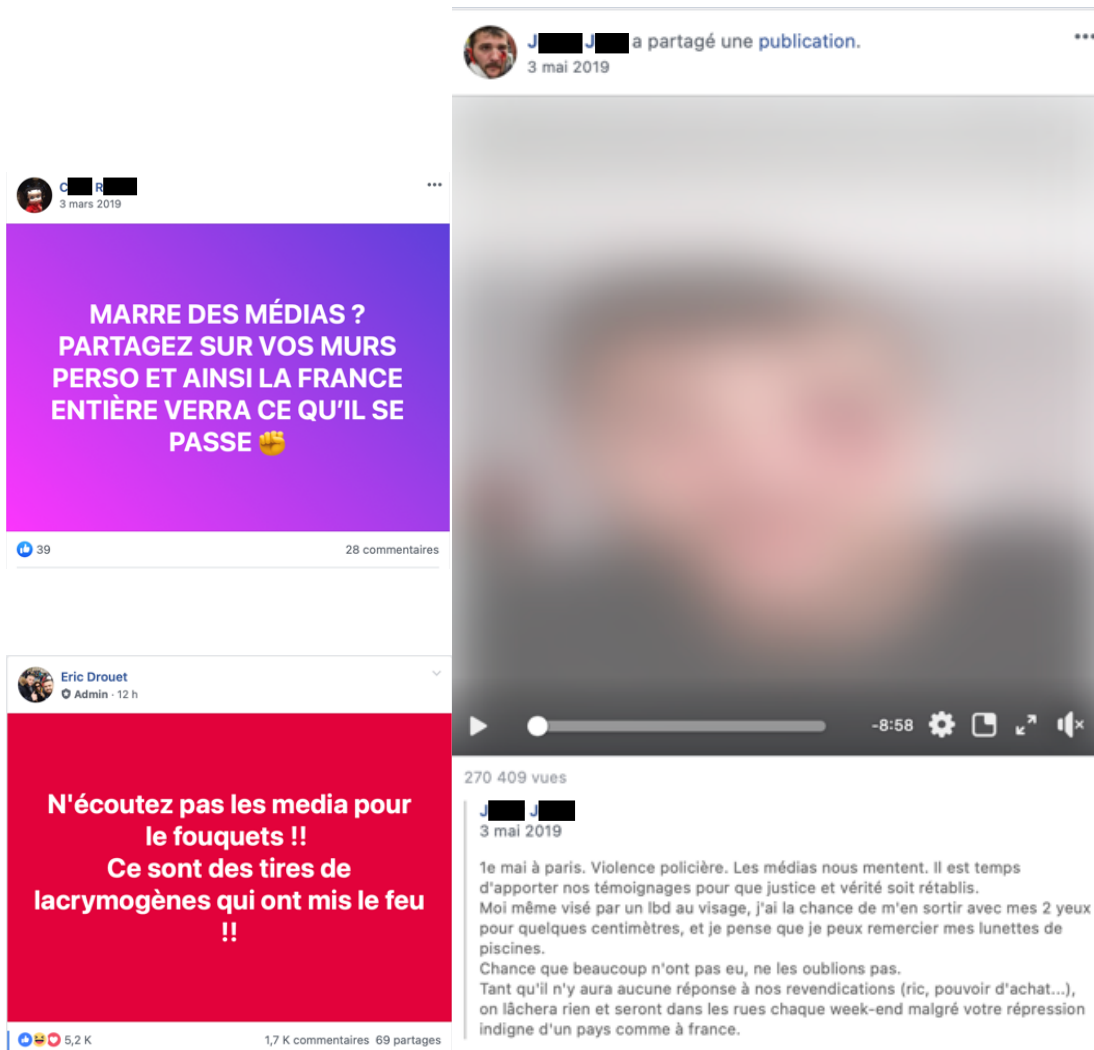 C R
3 mars 2019
MARRE DES MÉDIAS ?
PARTAGEZ SUR VOS MURS
PERSO ET AINSI LA FRANCE
ENTIÈRE VERRA CE QU'IL SE
PASSE ✊
39
28 commentaires
Eric Drouet
Admin · 12 h
N'écoutez pas les media pour
le fouquets !!
Ce sont des tires de
lacrymogènes qui ont mis le feu
!!
5,2 K
1,7 K commentaires 69 partages
J J a partagé une publication.
3 mai 2019
-8:58
270 409 vues
J J
3 mai 2019
1e mai à paris. Violence policière. Les médias nous mentent. Il est temps
d'apporter nos témoignages pour que justice et vérité soit rétablis.
Moi même visé par un lbd au visage, j'ai la chance de m'en sortir avec mes 2 yeux
pour quelques centimètres, et je pense que je peux remercier mes lunettes de
piscines.
Chance que beaucoup n'ont pas eu, ne les oublions pas.
Tant qu'il n'y aura aucune réponse à nos revendications (ric, pouvoir d'achat...),
on lâchera rien et seront dans les rues chaque week-end malgré votre répression
indigne d'un pays comme à france.